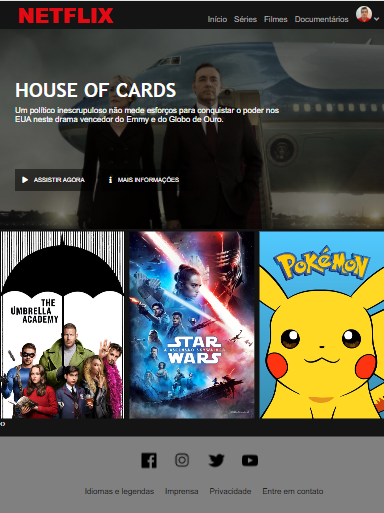 NETFLIX
Início Séries Filmes Documentários
HOUSE OF CARDS
Um político inescrupuloso não mede esforços para conquistar o poder nos
EUA neste drama vencedor do Emmy e do Globo de Ouro.
ASSISTIR AGORA
MAIS INFORMAÇÕES
THE
UMBRELLA
ACADEMY
STAR
A ASCENSÃO SKYWALKER
WARS
POKéMON
o
Idiomas e legendas Imprensa Privacidade Entre em contato